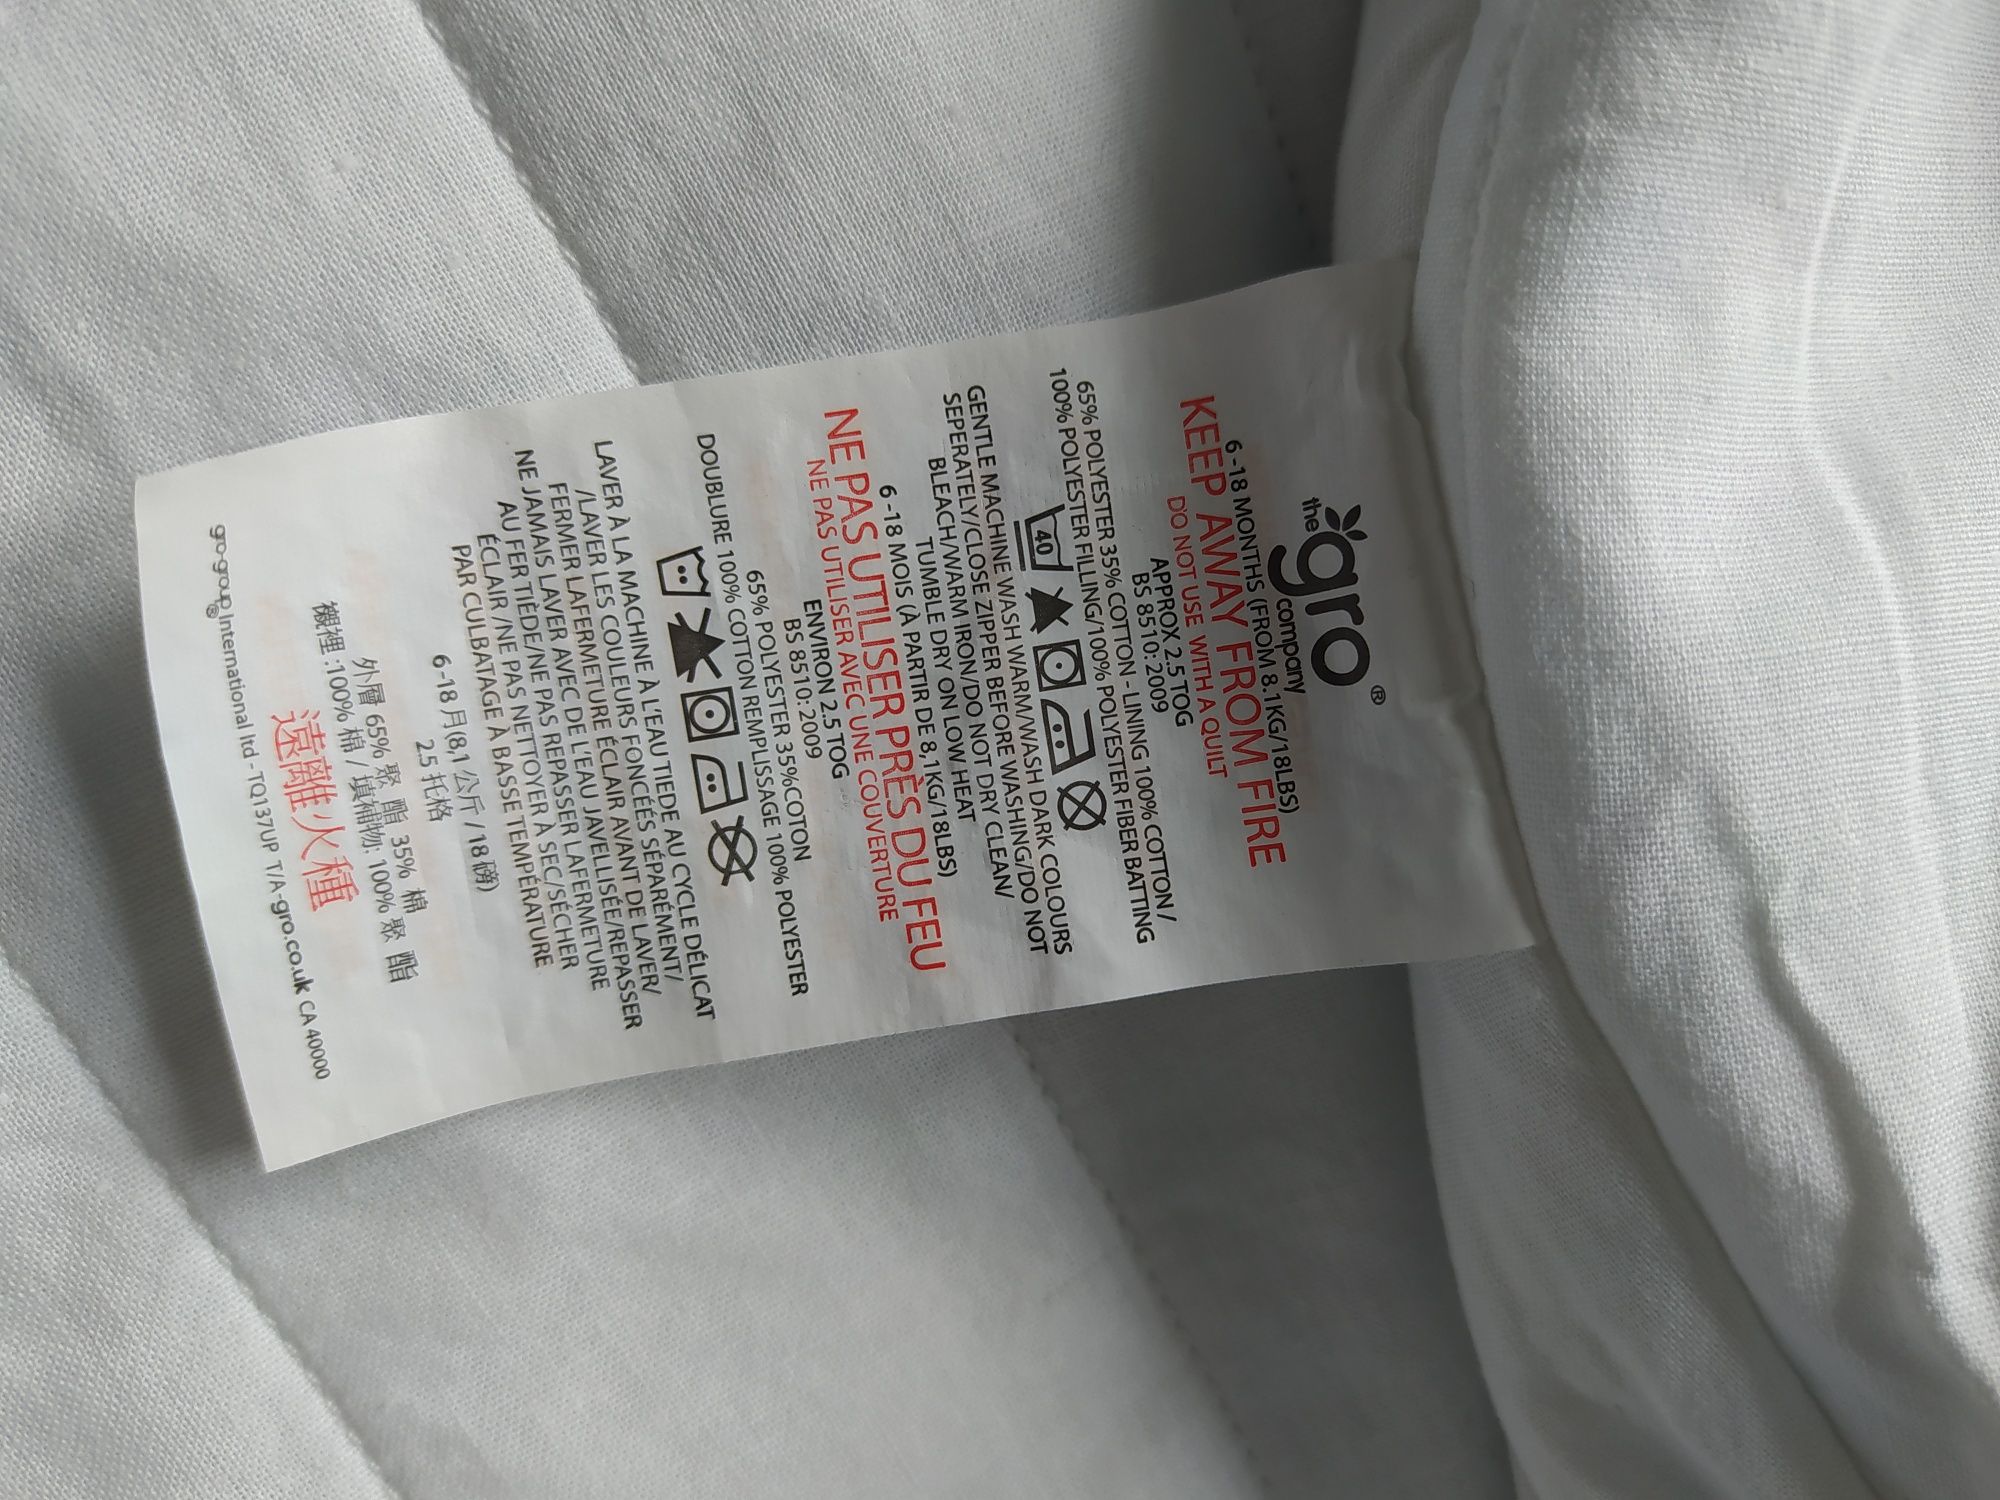 the gro®
company
6-18 MONTHS (FROM 8.1KG/18LBS)
KEEP AWAY FROM FIRE
DO NOT USE WITH A QUILT
APPROX 2.5 TOG
BS 8510: 2009
65% POLYESTER 35% COTTON - LINING 100% COTTON /
100% POLYESTER FILLING/100% POLYESTER FIBER BATTING
40
GENTLE MACHINE WASH WARM/WASH DARK COLOURS
SEPERATELY/CLOSE ZIPPER BEFORE WASHING/DO NOT
BLEACH/WARM IRON/DO NOT DRY CLEAN/
TUMBLE DRY ON LOW HEAT
6 -18 MOIS (À PARTIR DE 8,1KG/18LBS)
NE PAS UTILISER PRÈS DU FEU
NE PAS UTILISER AVEC UNE COUVERTURE
ENVIRON 2.5 TOG
BS 8510: 2009
65% POLYESTER 35%COTON
DOUBLURE 100% COTTON REMPLISSAGE 100% POLYESTER
LAVER À LA MACHINE À L'EAU TIEDE AU CYCLE DÉLICAT
/LAVER LES COULEURS FONCÉÉS SÉPARÉMENT/
FERMER LAFERMETURE ÉCLAIR AVANT DE LAVER/
NE JAMAIS LAVER AVEC DE L'EAU JAVELLISÉE/REPASSER
AU FER TIÈDE/NE PAS REPASSER LAFERMETURE
ÉCLAIR /NE PAS NETTOYER À SEC/SÉCHER
PAR CULBATAGE À BASSE TEMPÉRATURE
6-18 月(8,1 公斤 / 18 磅)
2.5 托格
外層 65% 聚 酯 35% 棉
襯裡 :100% 棉 / 填補物: 100% 聚 酯
遠離火種
gro-group International ltd - TQ137UP T/A-gro.co.uk CA 40000
®